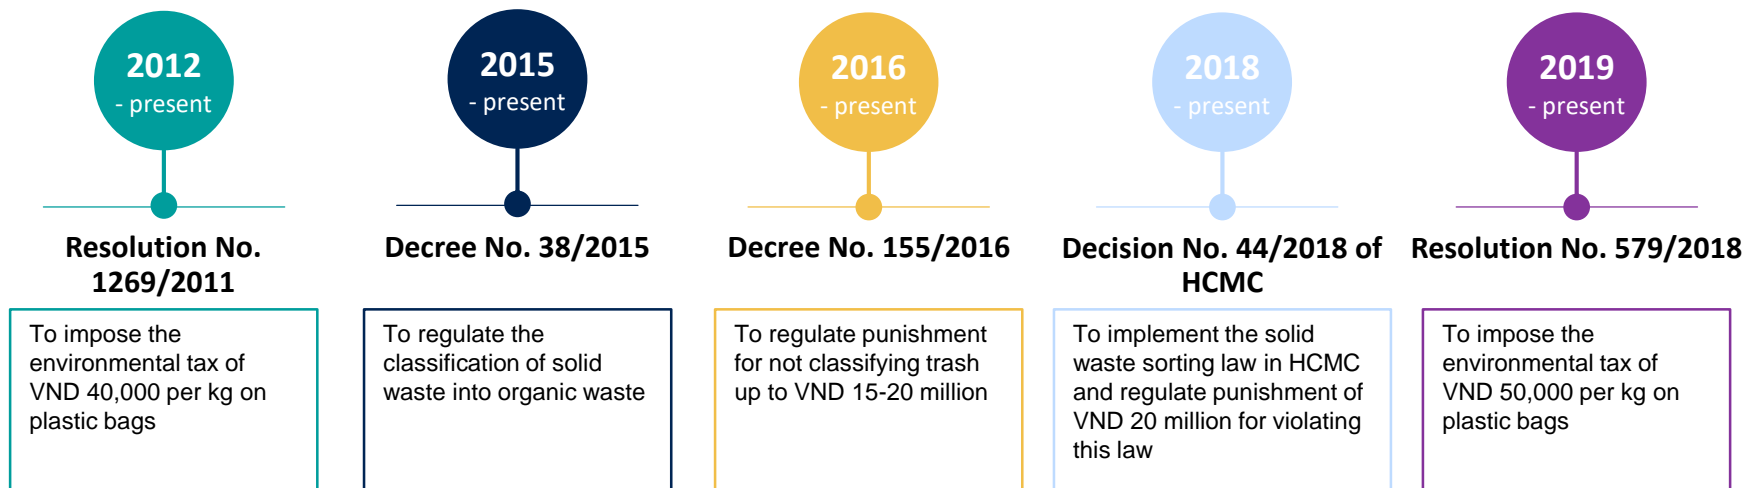 2012
- present
Resolution No.
1269/2011
To impose the
environmental tax of
VND 40,000 per kg on
plastic bags
2015
- present
Decree No. 38/2015
To regulate the
classification of solid
waste into organic waste
2016
- present
Decree No. 155/2016
To regulate punishment
for not classifying trash
up to VND 15-20 million
2018
- present
Decision No. 44/2018 of
HCMC
To implement the solid
waste sorting law in HCMC
and regulate punishment of
VND 20 million for violating
this law
2019
- present
Resolution No. 579/2018
To impose the
environmental tax of
VND 50,000 per kg on
plastic bags